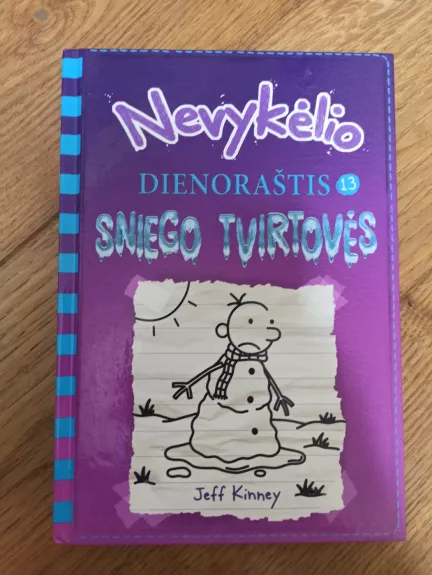 Nevykėlio
DIENORAŠTIS 13
SNIEGO TVIRTOVĖS
Jeff Kinney